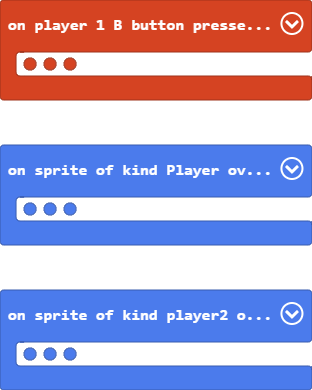 on player 1 B button presse...
on sprite of kind Player ov...
on sprite of kind player2 o...